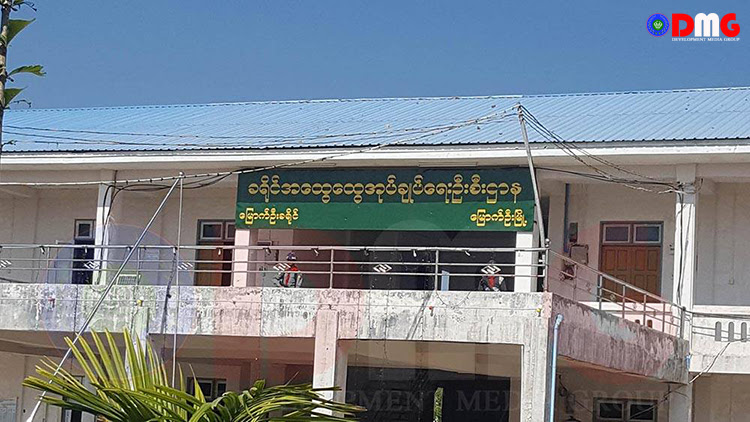 DMG
DEVELOPMENT MEDIA GROUP
ခရိုင်အထွေထွေအုပ်ချုပ်ရေးဦးစီးဌာန
မြောက်ဦးခရိုင် မြောက်ဦးမြို့